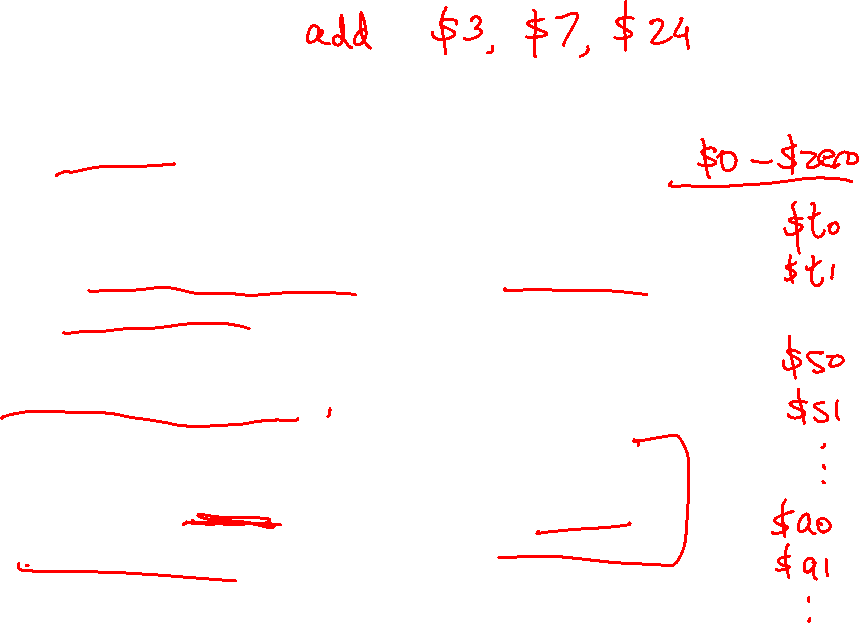 add $3, $7, $24
$0 - $zero
$t0
$t1
$s0
$s1
⋮
$a0
$a1
⋮